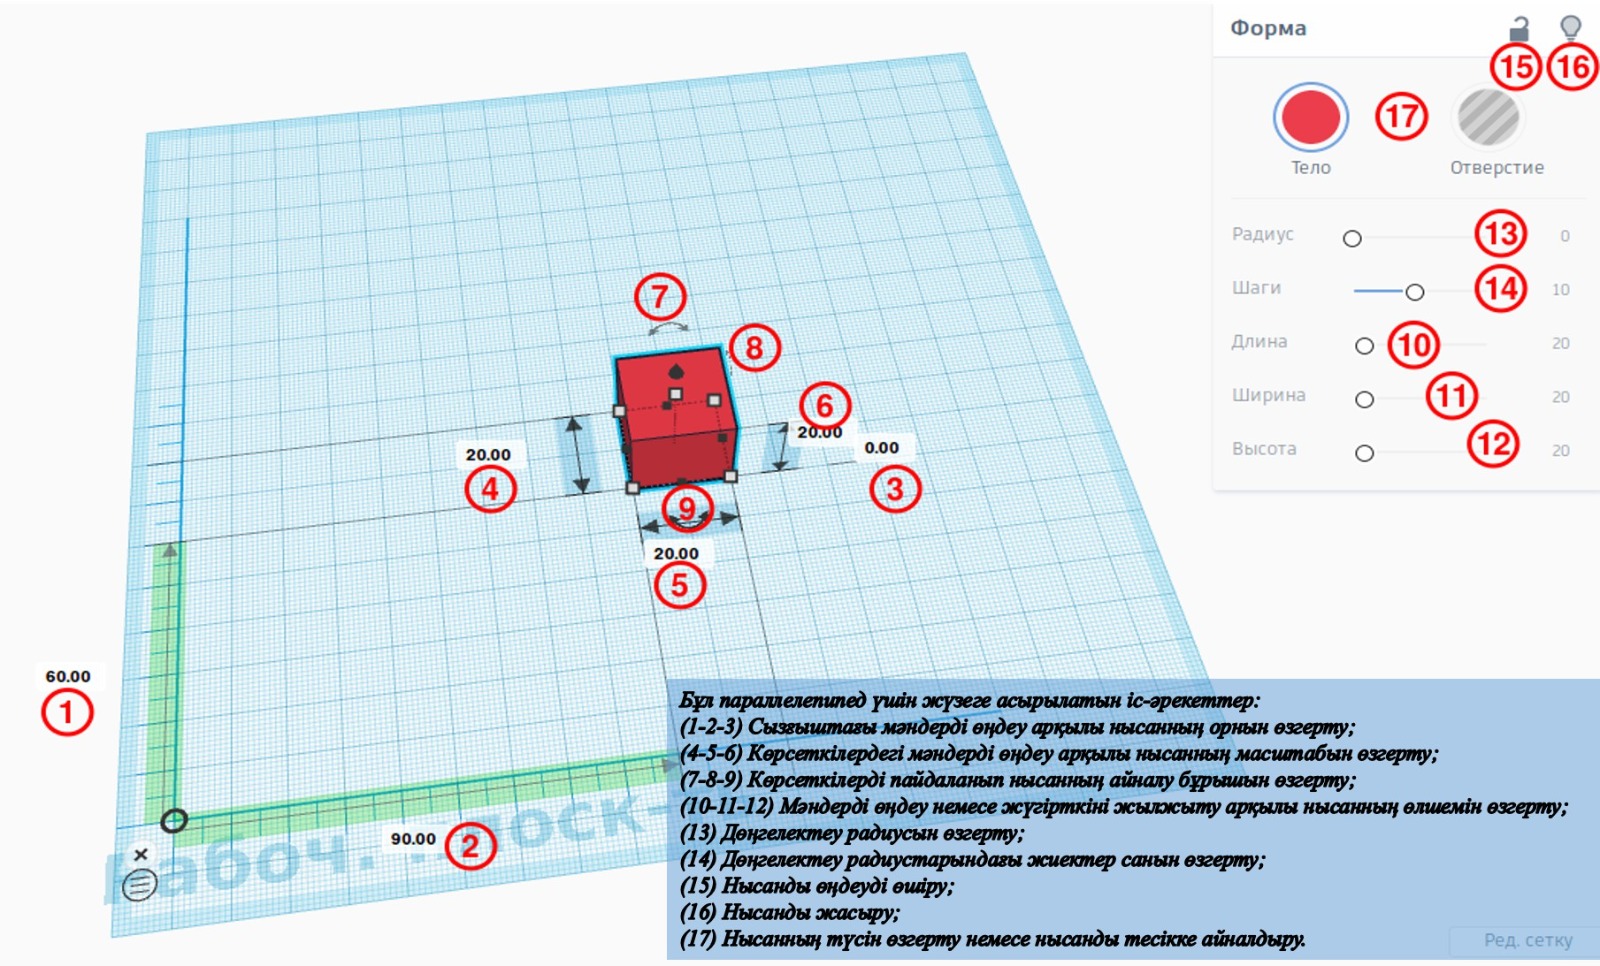 Форма
15
16
17
Тело
Отверстие
Радиус
13
0
Шаги
14
10
Длина
10
20
Ширина
11
20
Высота
12
20
7
8
6
20.00
0.00
3
20.00
4
9
20.00
5
60.00
1
90.00
2
Бұл параллелепипед үшін жүзеге асырылатын іс-әрекеттер:
(1-2-3) Сызғыштағы мәндерді өңдеу арқылы нысанның орнын өзгерту;
(4-5-6) Көрсеткілердегі мәндерді өңдеу арқылы нысанның масштабын өзгерту;
(7-8-9) Көрсеткілерді пайдаланып нысанның айналу бұрышын өзгерту;
(10-11-12) Мәндерді өңдеу немесе жүгірткіні жылжыту арқылы нысанның өлшемін өзгерту;
(13) Дөңгелектеу радиусын өзгерту;
(14) Дөңгелектеу радиустарындағы жиектер санын өзгерту;
(15) Нысанды өңдеуді өшіру;
(16) Нысанды жасыру;
(17) Нысанның түсін өзгерту немесе нысанды тесікке айналдыру.
Ред. сетку